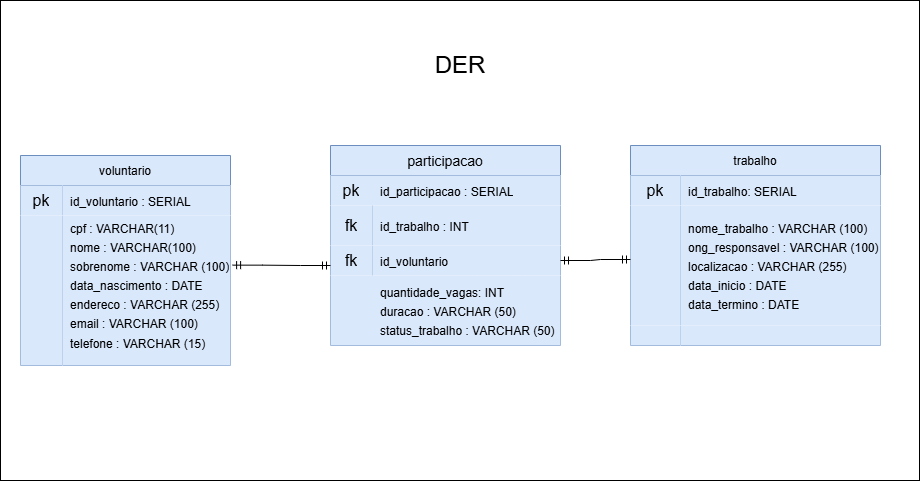 DER
voluntario
pk id_voluntario : SERIAL
cpf : VARCHAR(11)
nome : VARCHAR(100)
sobrenome : VARCHAR (100)
data_nascimento : DATE
endereco : VARCHAR (255)
email : VARCHAR (100)
telefone : VARCHAR (15)
participacao
pk id_participacao : SERIAL
fk id_trabalho : INT
fk id_voluntario
quantidade_vagas: INT
duracao : VARCHAR (50)
status_trabalho : VARCHAR (50)
trabalho
pk id_trabalho: SERIAL
nome_trabalho : VARCHAR (100)
ong_responsavel : VARCHAR (100)
localizacao : VARCHAR (255)
data_inicio : DATE
data_termino : DATE